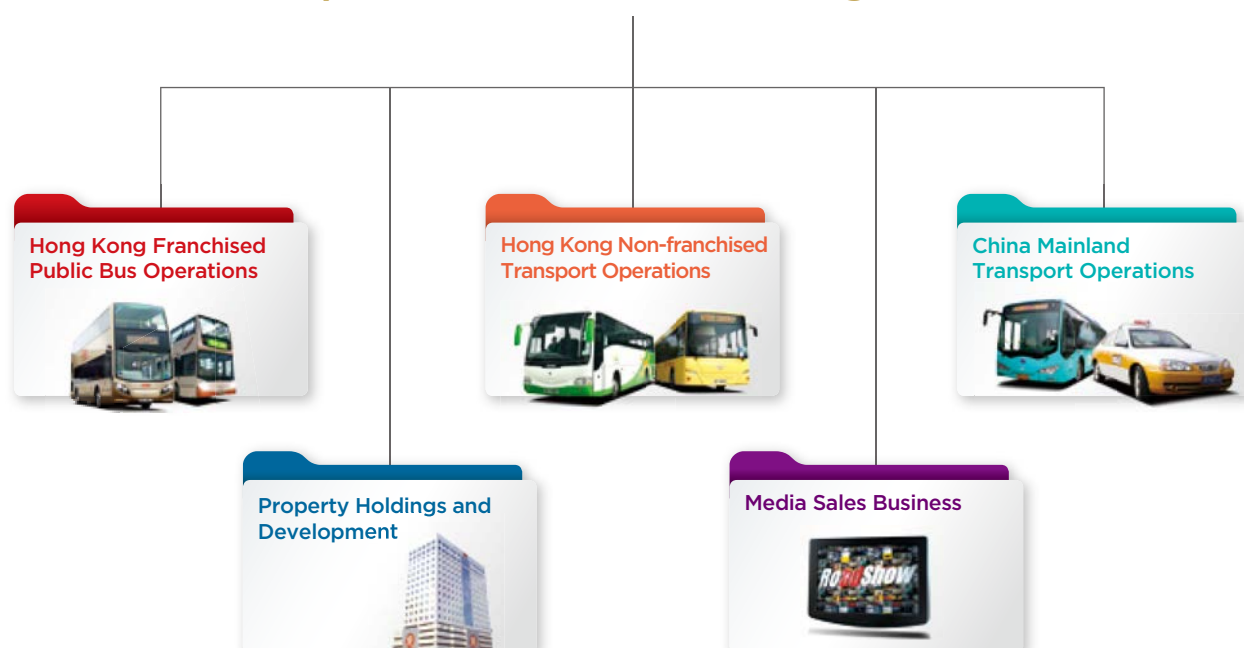 Hong Kong Franchised
Public Bus Operations
Hong Kong Non-franchised
Transport Operations
China Mainland
Transport Operations
Property Holdings and
Development
Media Sales Business
RoadShow